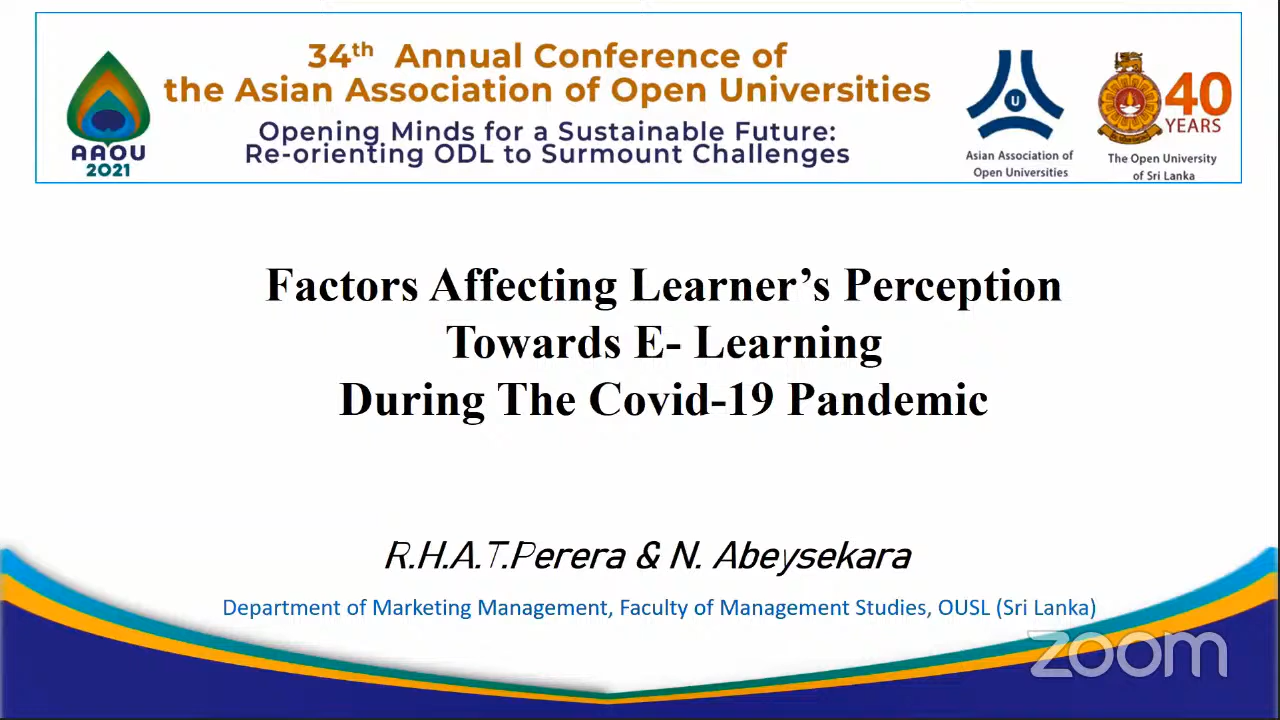 34th Annual Conference of
the Asian Association of Open Universities
Opening Minds for a Sustainable Future:
Re-orienting ODL to Surmount Challenges
AAOU
2021
U
Asian Association of
Open Universities
40
YEARS
The Open University
of Sri Lanka
Factors Affecting Learner’s Perception
Towards E- Learning
During The Covid-19 Pandemic
R.H.A.T.Perera & N. Abeysekara
Department of Marketing Management, Faculty of Management Studies, OUSL (Sri Lanka)
zoom